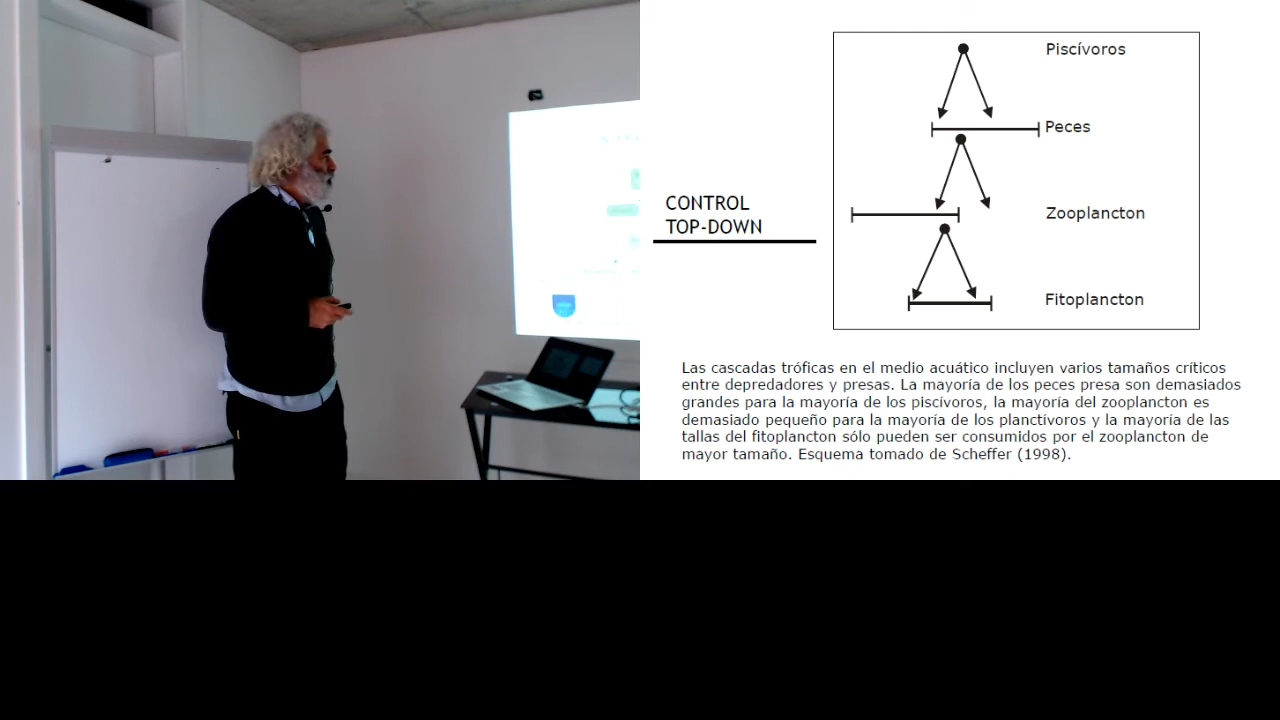 Piscívoros
Peces
CONTROL
TOP-DOWN
Zooplancton
Fitoplancton
Las cascadas tróficas en el medio acuático incluyen varios tamaños críticos
entre depredadores y presas. La mayoría de los peces presa son demasiados
grandes para la mayoría de los piscívoros, la mayoría del zooplancton es
demasiado pequeño para la mayoría de los planctívoros y la mayoría de las
tallas del fitoplancton sólo pueden ser consumidos por el zooplancton de
mayor tamaño. Esquema tomado de Scheffer (1998).